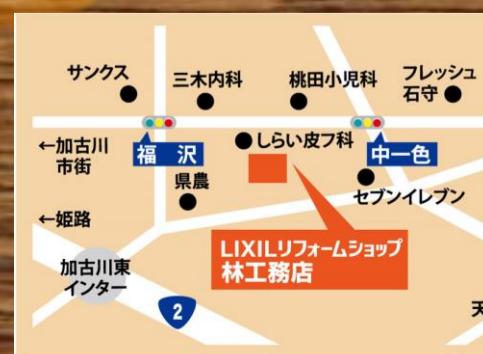 サンクス
三木内科
桃田小児科
フレッシュ
石守
←加古川
市街
福 沢
しらい皮フ科
中一色
県農
セブンイレブン
←姫路
LIXILリフォームショップ
林工務店
加古川東
インター
2
天